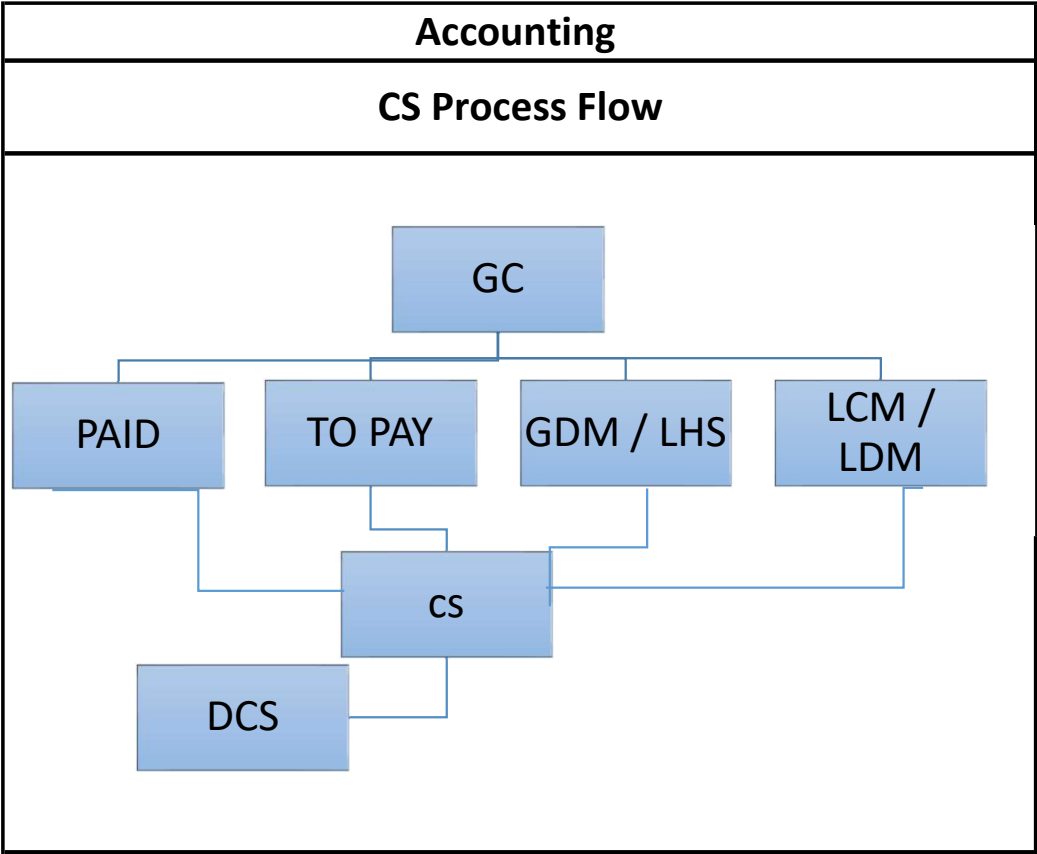 Accounting
CS Process Flow
GC
PAID
TO PAY
GDM / LHS
LCM /
LDM
cs
DCS